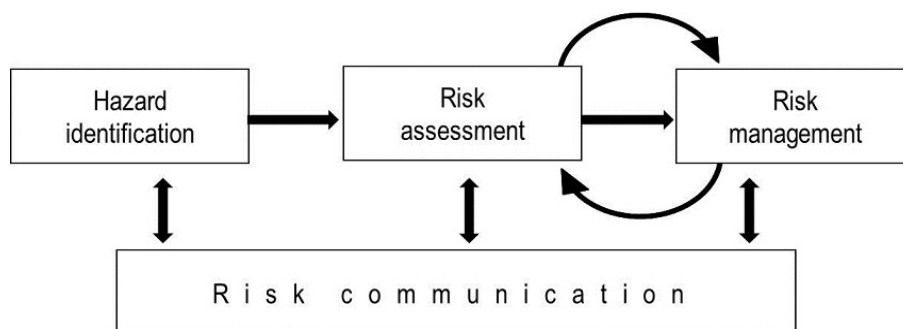 Hazard
identification
Risk
assessment
Risk
management
Risk communication